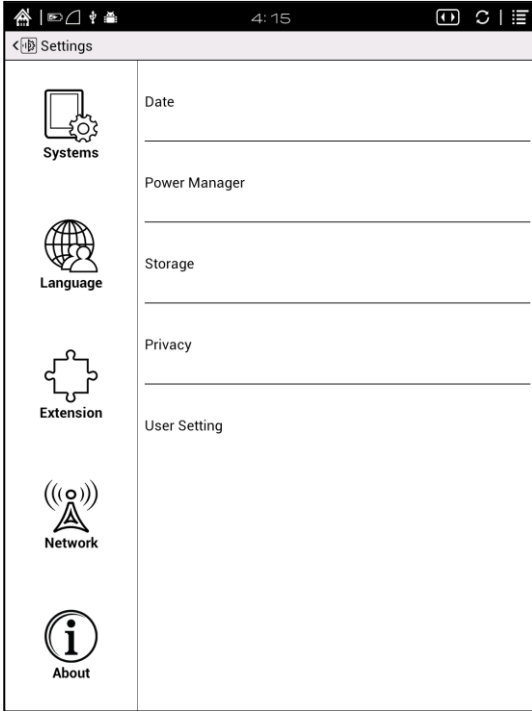 4:15
Settings
Systems
Date
Power Manager
Language
Storage
Extension
Privacy
User Setting
Network
About